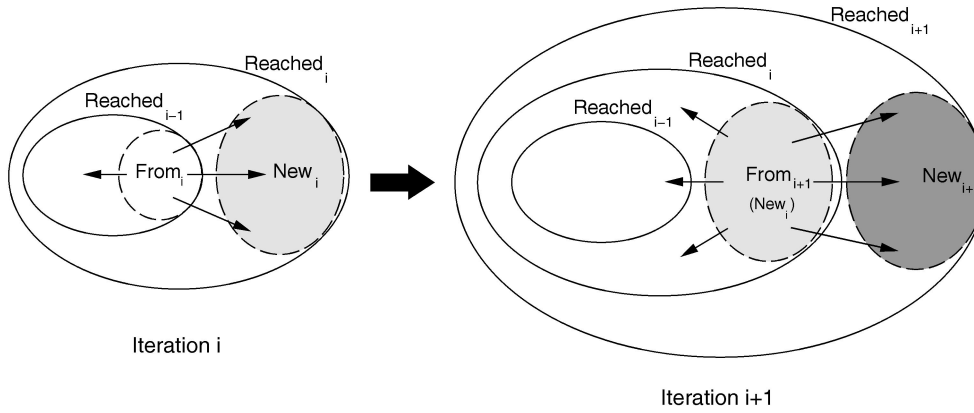 Reached i
Reached i−1
From i
New i
Iteration i
Reached i+1
Reached i
Reached i−1
From i+1
(New i)
New i+
Iteration i+1